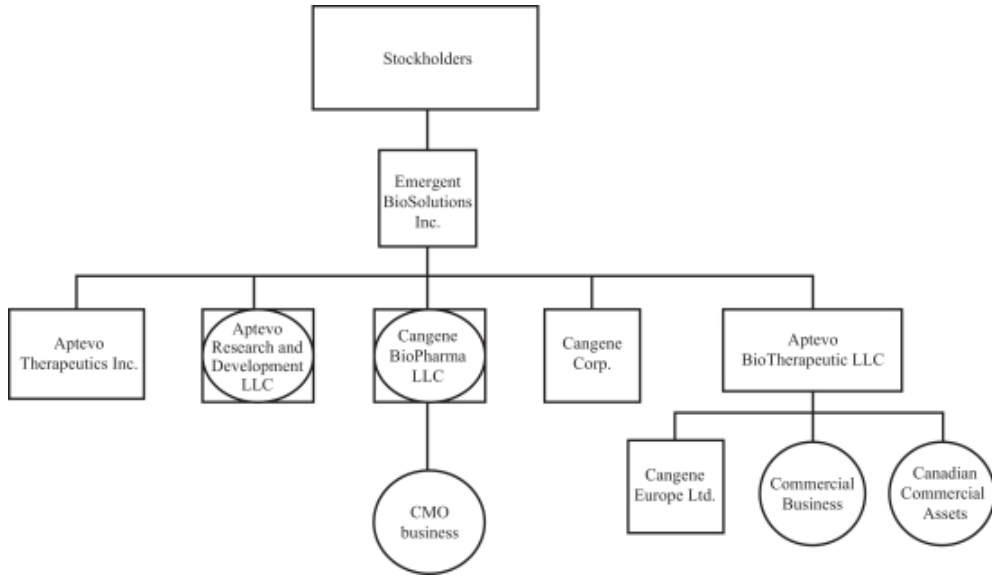 Stockholders
Emergent
BioSolutions
Inc.
Aptevo
Therapeutics Inc.
Aptevo
Research and
Development
LLC
Cangene
BioPharma
LLC
Cangene
Corp.
Aptevo
BioTherapeutic LLC
CMO
business
Cangene
Europe Ltd.
Commercial
Business
Canadian
Commercial
Assets